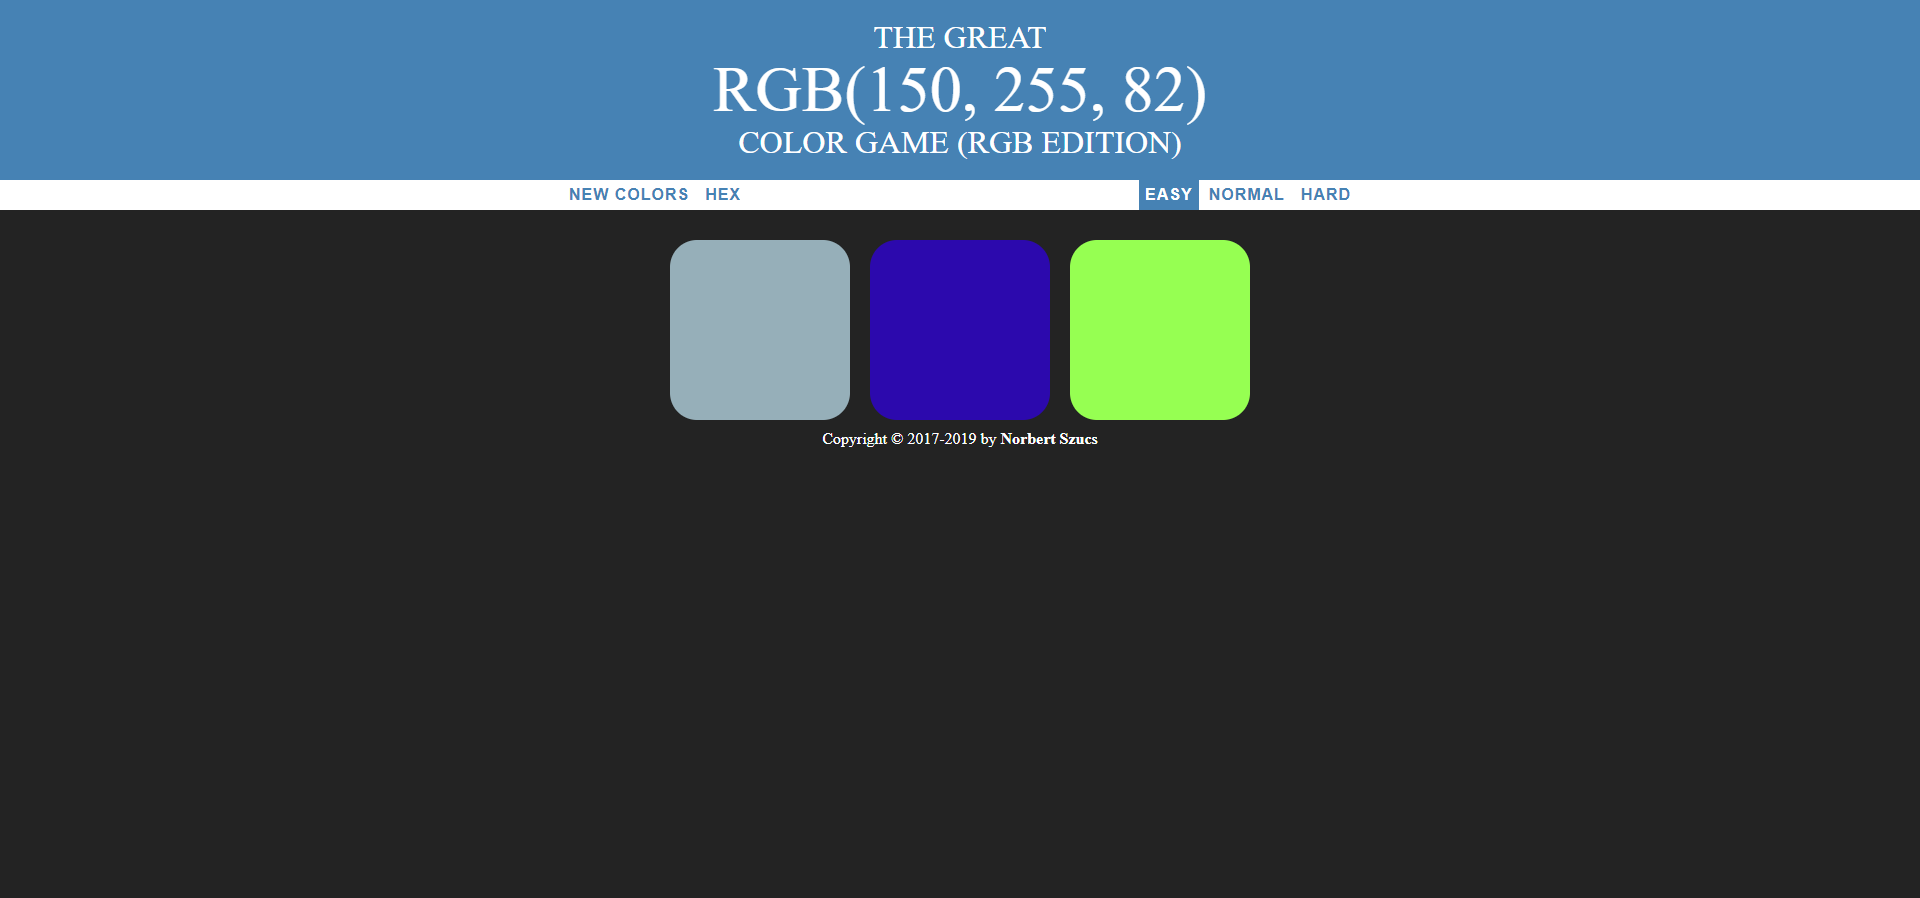 THE GREAT
RGB(150, 255, 82)
COLOR GAME (RGB EDITION)
NEW COLORS HEX EASY NORMAL HARD
Copyright © 2017-2019 by Norbert Szucs